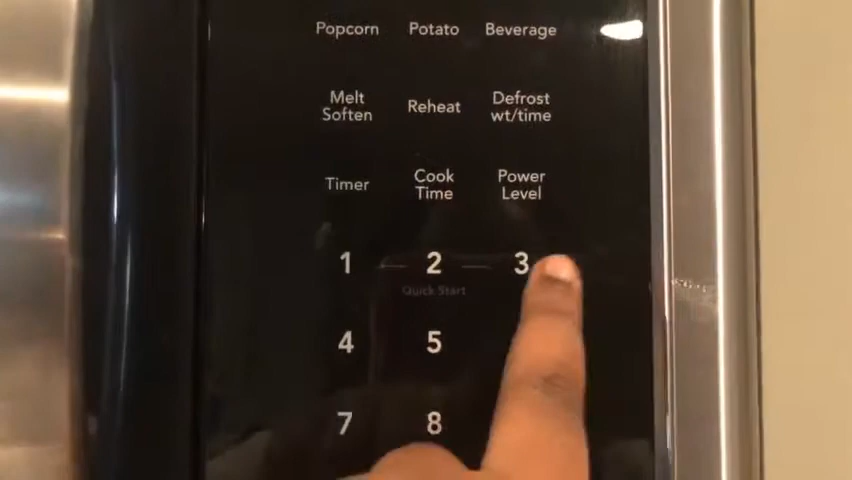 Popcorn Potato Beverage
Melt Soften Reheat Defrost wt/time
Timer Cook Time Power Level
1 2 3
Quick Start
4 5
7 8